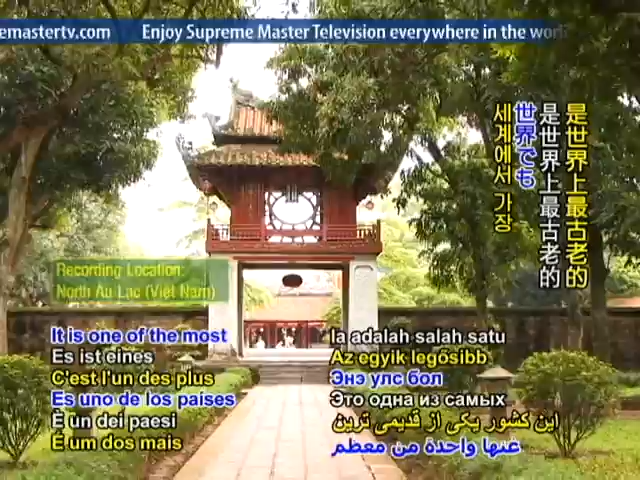 emastertv.com Enjoy Supreme Master Television everywhere in the worl
是世界上最古老的
是世界上最古老的
世界でも
세계에서 가장
Recording Location:
North Au Lac (Viet Nam)
It is one of the most
Es ist eines
C'est l'un des plus
Es uno de los países
È un dei paesi
É um dos mais
Ia adalah salah satu
Az egyik legősibb
Энэ улс бол
Это одна из самых
این کشور یکی از قدیمی ترین
عنها واحدة من معظم